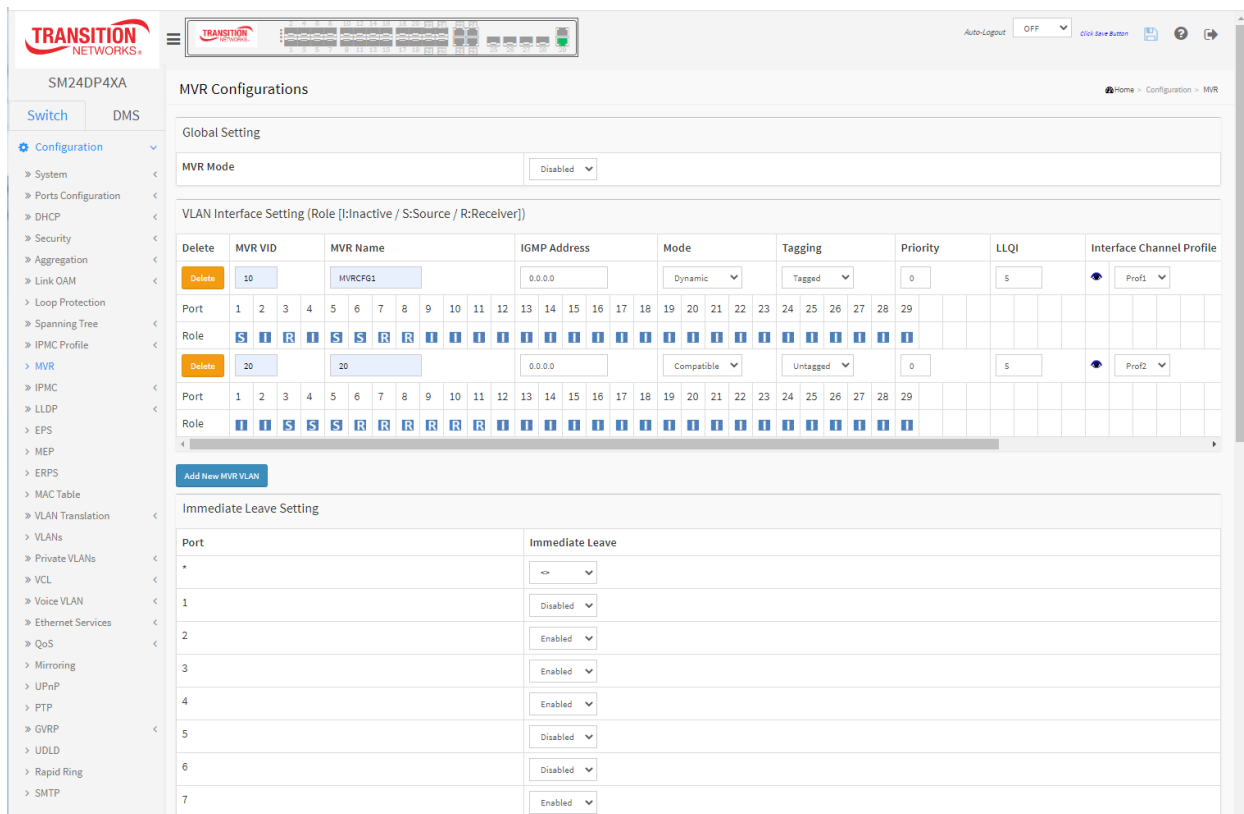 TRANSITION
NETWORKS®
TRANSITION
NETWORKS
Auto-Logout OFF Click Save Button
SM24DP4XA
Switch DMS
Configuration
System
Ports Configuration
DHCP
Security
Aggregation
Link OAM
Loop Protection
Spanning Tree
IPMC Profile
MVR
IPMC
LLDP
EPS
MEP
ERPS
MAC Table
VLAN Translation
VLANs
Private VLANs
VCL
Voice VLAN
Ethernet Services
QoS
Mirroring
UPnP
PTP
GVRP
UDLD
Rapid Ring
SMTP
MVR Configurations
Home > Configuration > MVR
Global Setting
MVR Mode Disabled
VLAN Interface Setting (Role [I:Inactive / S:Source / R:Receiver])
Delete MVR VID MVR Name IGMP Address Mode Tagging Priority LLQI Interface Channel Profile
Delete 10 MVRCFG1 0.0.0.0 Dynamic Tagged 0 5 Prof1
Port 1 2 3 4 5 6 7 8 9 10 11 12 13 14 15 16 17 18 19 20 21 22 23 24 25 26 27 28 29
Role S I R I S S R R I I I I I I I I I I I I I I I I I I I I I
Delete 20 20 0.0.0.0 Compatible Untagged 0 5 Prof2
Port 1 2 3 4 5 6 7 8 9 10 11 12 13 14 15 16 17 18 19 20 21 22 23 24 25 26 27 28 29
Role I I S S S R R R R R R I I I I I I I I I I I I I I I I I I
Add New MVR VLAN
Immediate Leave Setting
Port Immediate Leave
* <>
1 Disabled
2 Enabled
3 Enabled
4 Enabled
5 Disabled
6 Disabled
7 Enabled